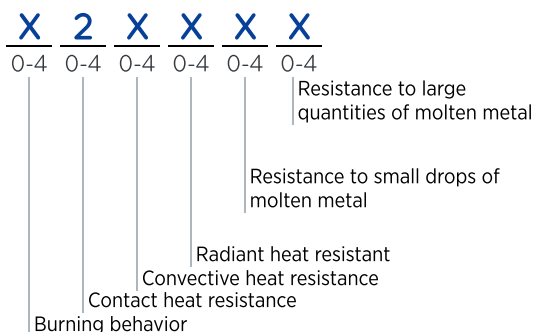 X 2 X X X X
0-4 0-4 0-4 0-4 0-4 0-4
Resistance to large
quantities of molten metal
Resistance to small drops of
molten metal
Radiant heat resistant
Convective heat resistance
Contact heat resistance
Burning behavior